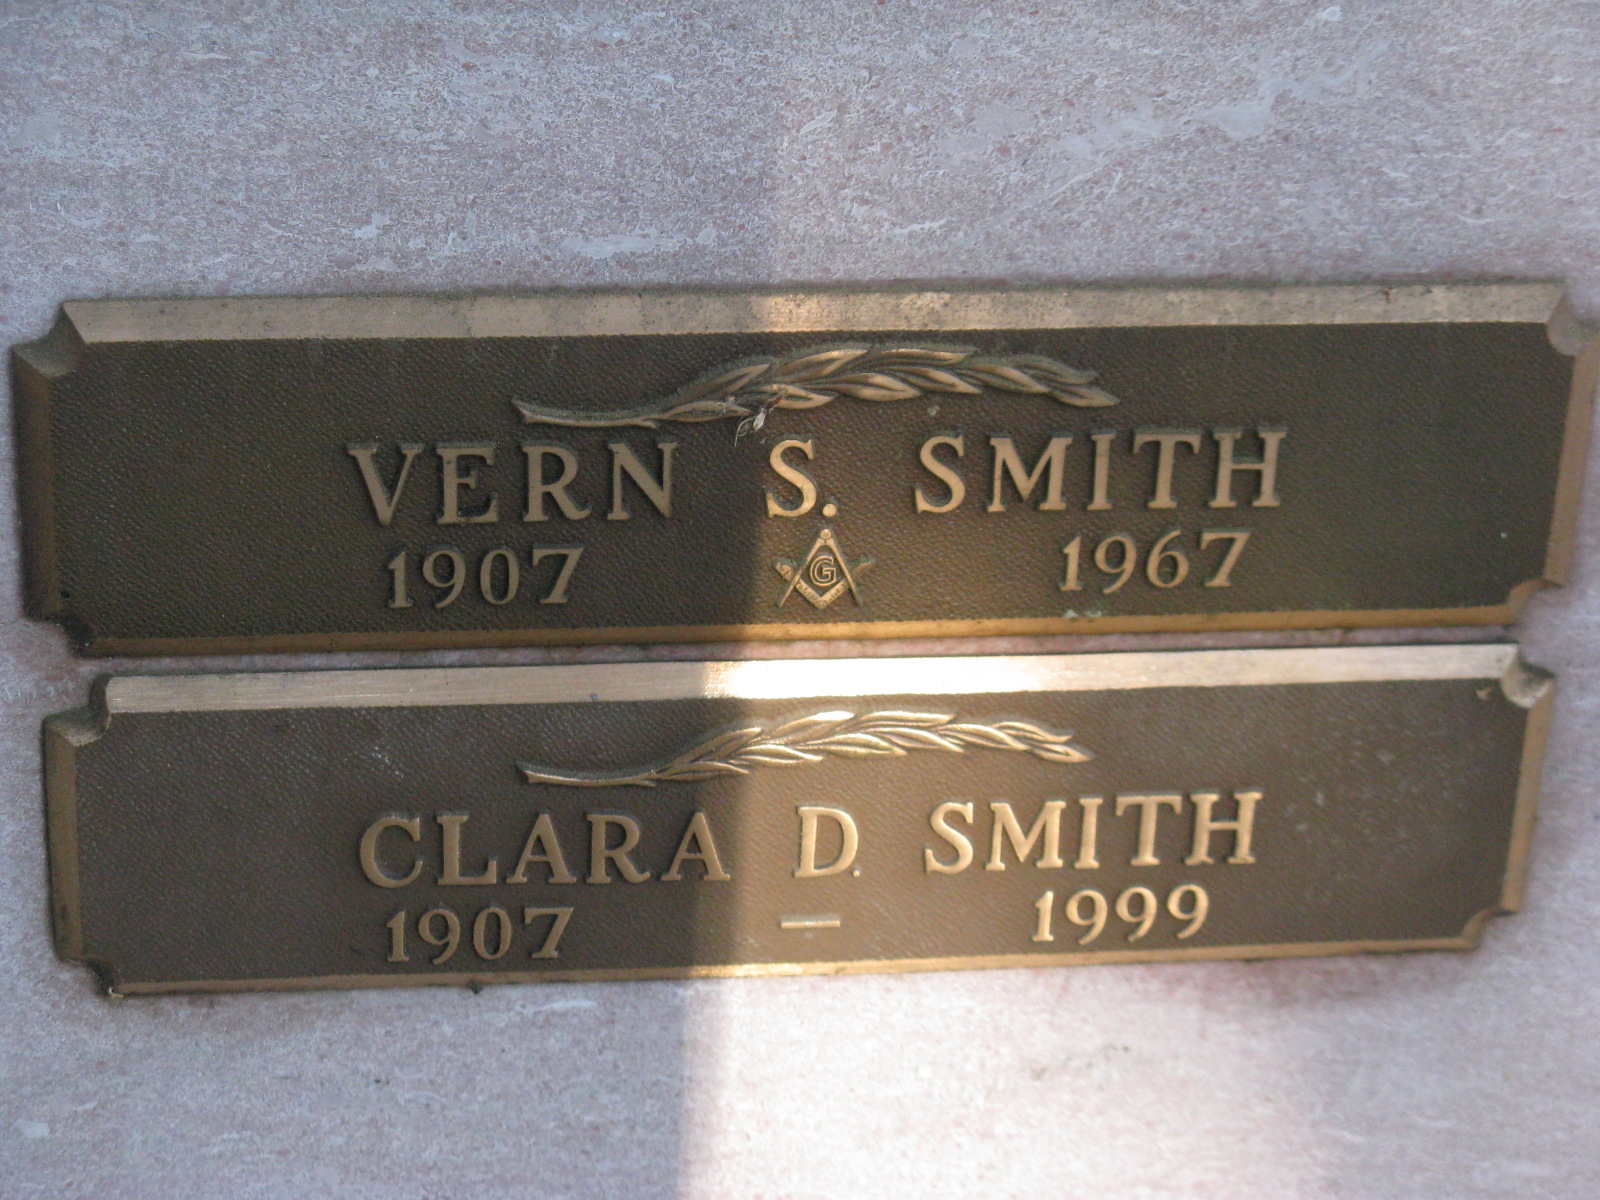 VERN S. SMITH
1907 G 1967
CLARA D. SMITH
1907 — 1999